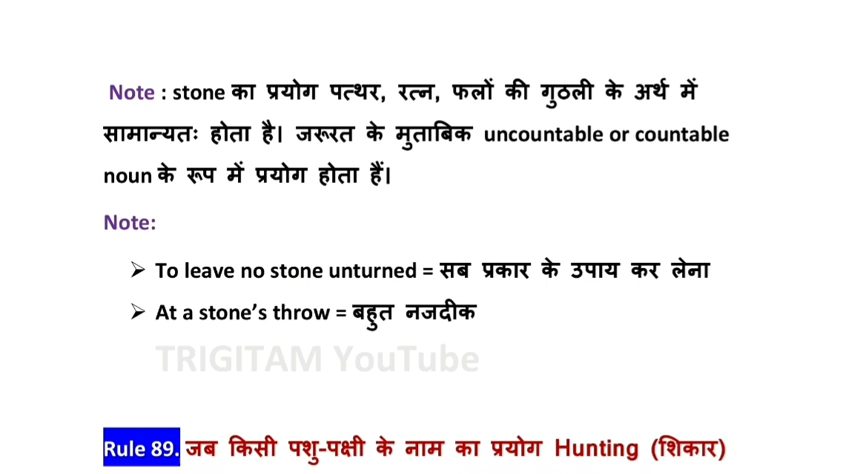 Note : stone का प्रयोग पत्थर, रत्न, फलों की गुठली के अर्थ में
सामान्यतः होता है। जरूरत के मुताबिक uncountable or countable
noun के रूप में प्रयोग होता हैं।
Note:
➢ To leave no stone unturned = सब प्रकार के उपाय कर लेना
➢ At a stone’s throw = बहुत नजदीक
TRIGITAM YouTube
Rule 89. जब किसी पशु-पक्षी के नाम का प्रयोग Hunting (शिकार)